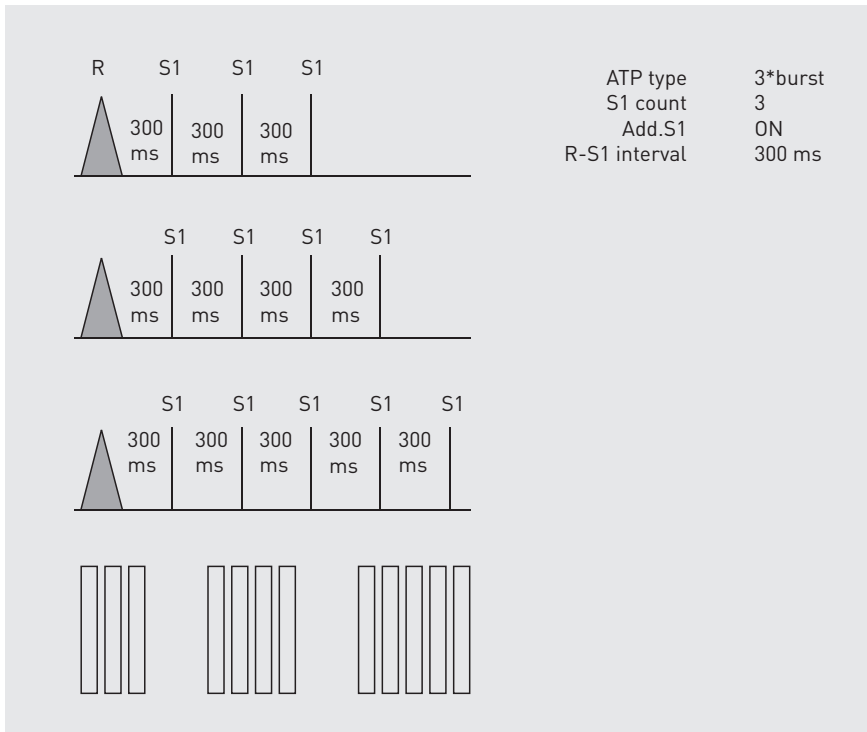 R S1 S1 S1
300 ms 300 ms 300 ms
ATP type 3*burst
S1 count 3
Add.S1 ON
R-S1 interval 300 ms
S1 S1 S1 S1
300 ms 300 ms 300 ms 300 ms
S1 S1 S1 S1 S1
300 ms 300 ms 300 ms 300 ms 300 ms